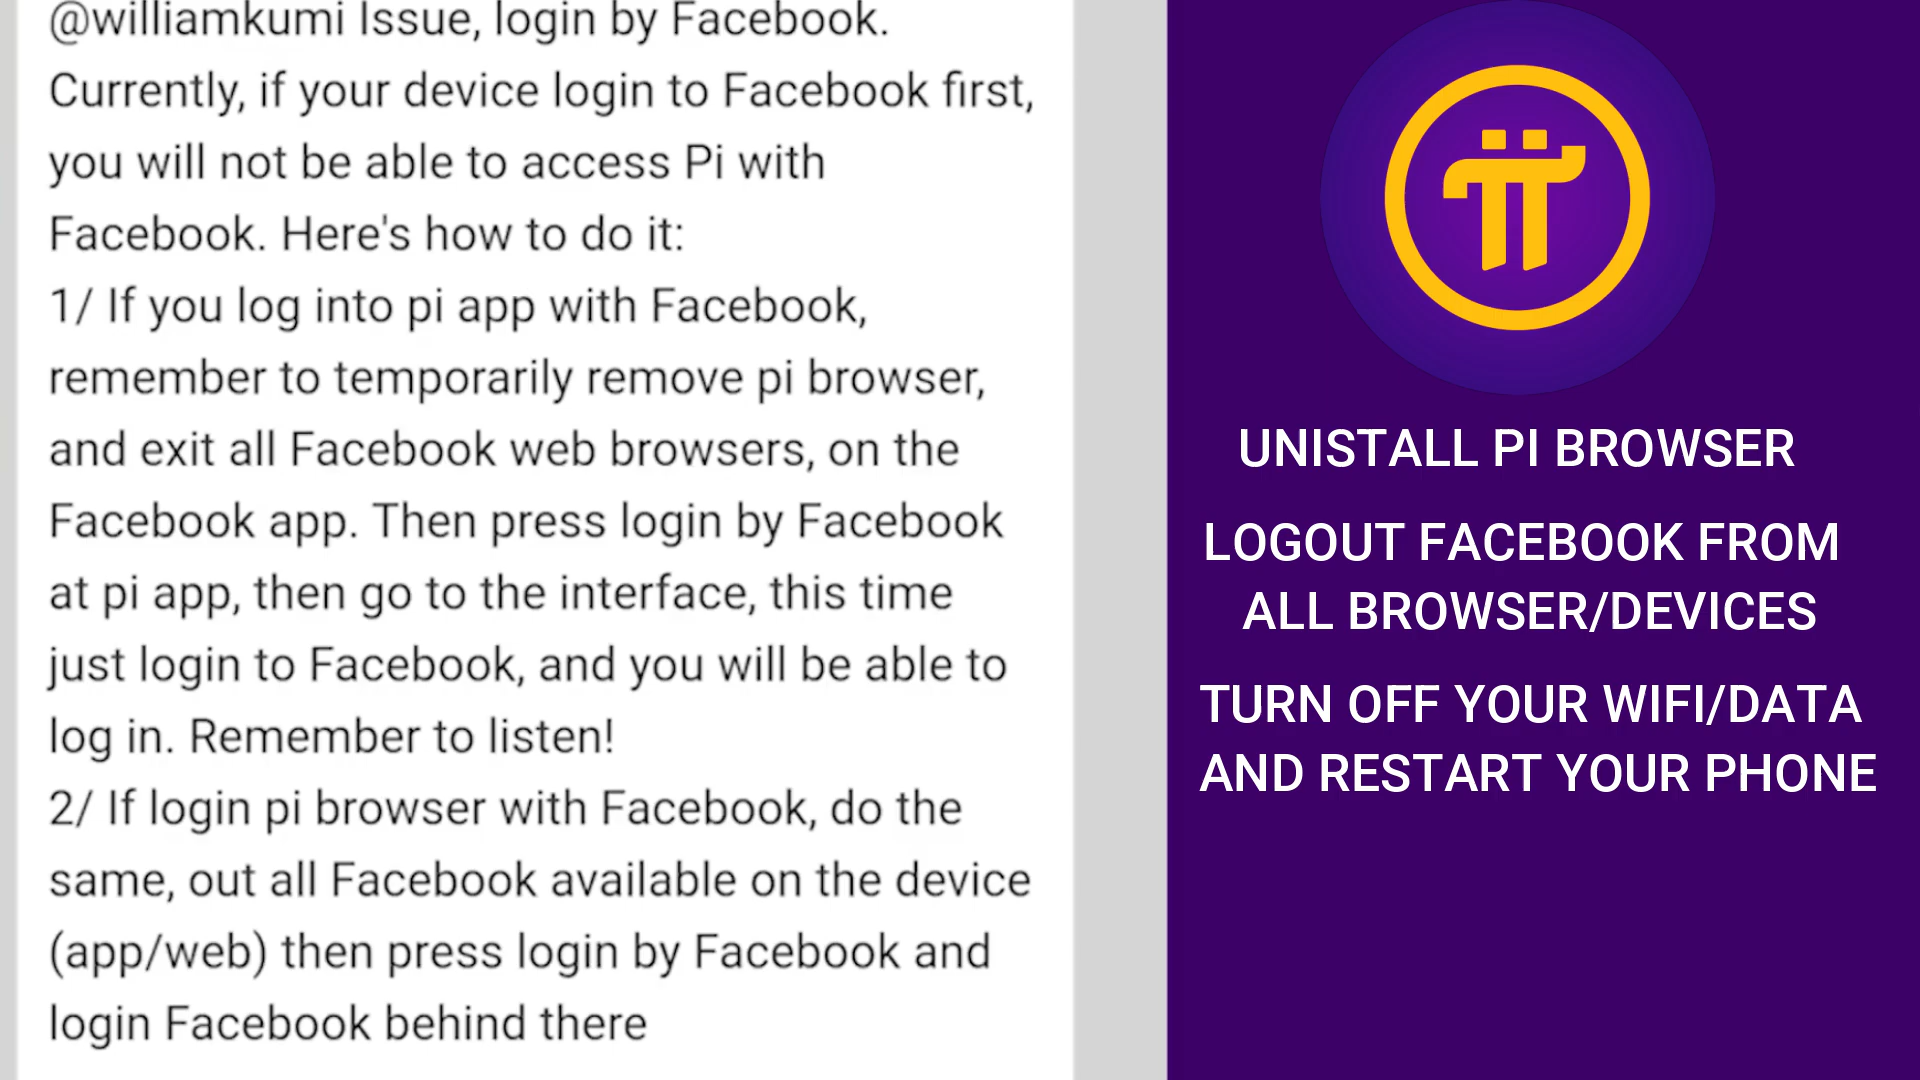 @williamkumi Issue, login by Facebook.
Currently, if your device login to Facebook first,
you will not be able to access Pi with
Facebook. Here's how to do it:
1/ If you log into pi app with Facebook,
remember to temporarily remove pi browser,
and exit all Facebook web browsers, on the
Facebook app. Then press login by Facebook
at pi app, then go to the interface, this time
just login to Facebook, and you will be able to
log in. Remember to listen!
2/ If login pi browser with Facebook, do the
same, out all Facebook available on the device
(app/web) then press login by Facebook and
login Facebook behind there
UNISTALL PI BROWSER
LOGOUT FACEBOOK FROM
ALL BROWSER/DEVICES
TURN OFF YOUR WIFI/DATA
AND RESTART YOUR PHONE